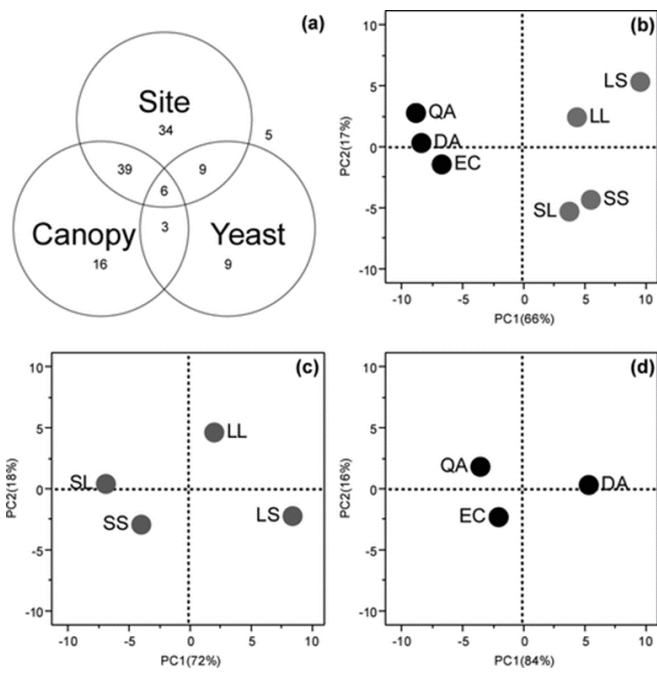 (a)
Site
34
5
39
9
6
Canopy
3
Yeast
16
9
(b)
10
5
0
-5
-10
PC2(17%)
QA
DA
EC
LS
LL
SS
SL
-10
-5
0
5
10
PC1(66%)
(c)
10
5
0
-5
-10
PC2(18%)
LL
SL
SS
LS
-10
-5
0
5
10
PC1(72%)
(d)
10
5
0
-5
-10
PC2(16%)
QA
DA
EC
-10
-5
0
5
10
PC1(84%)